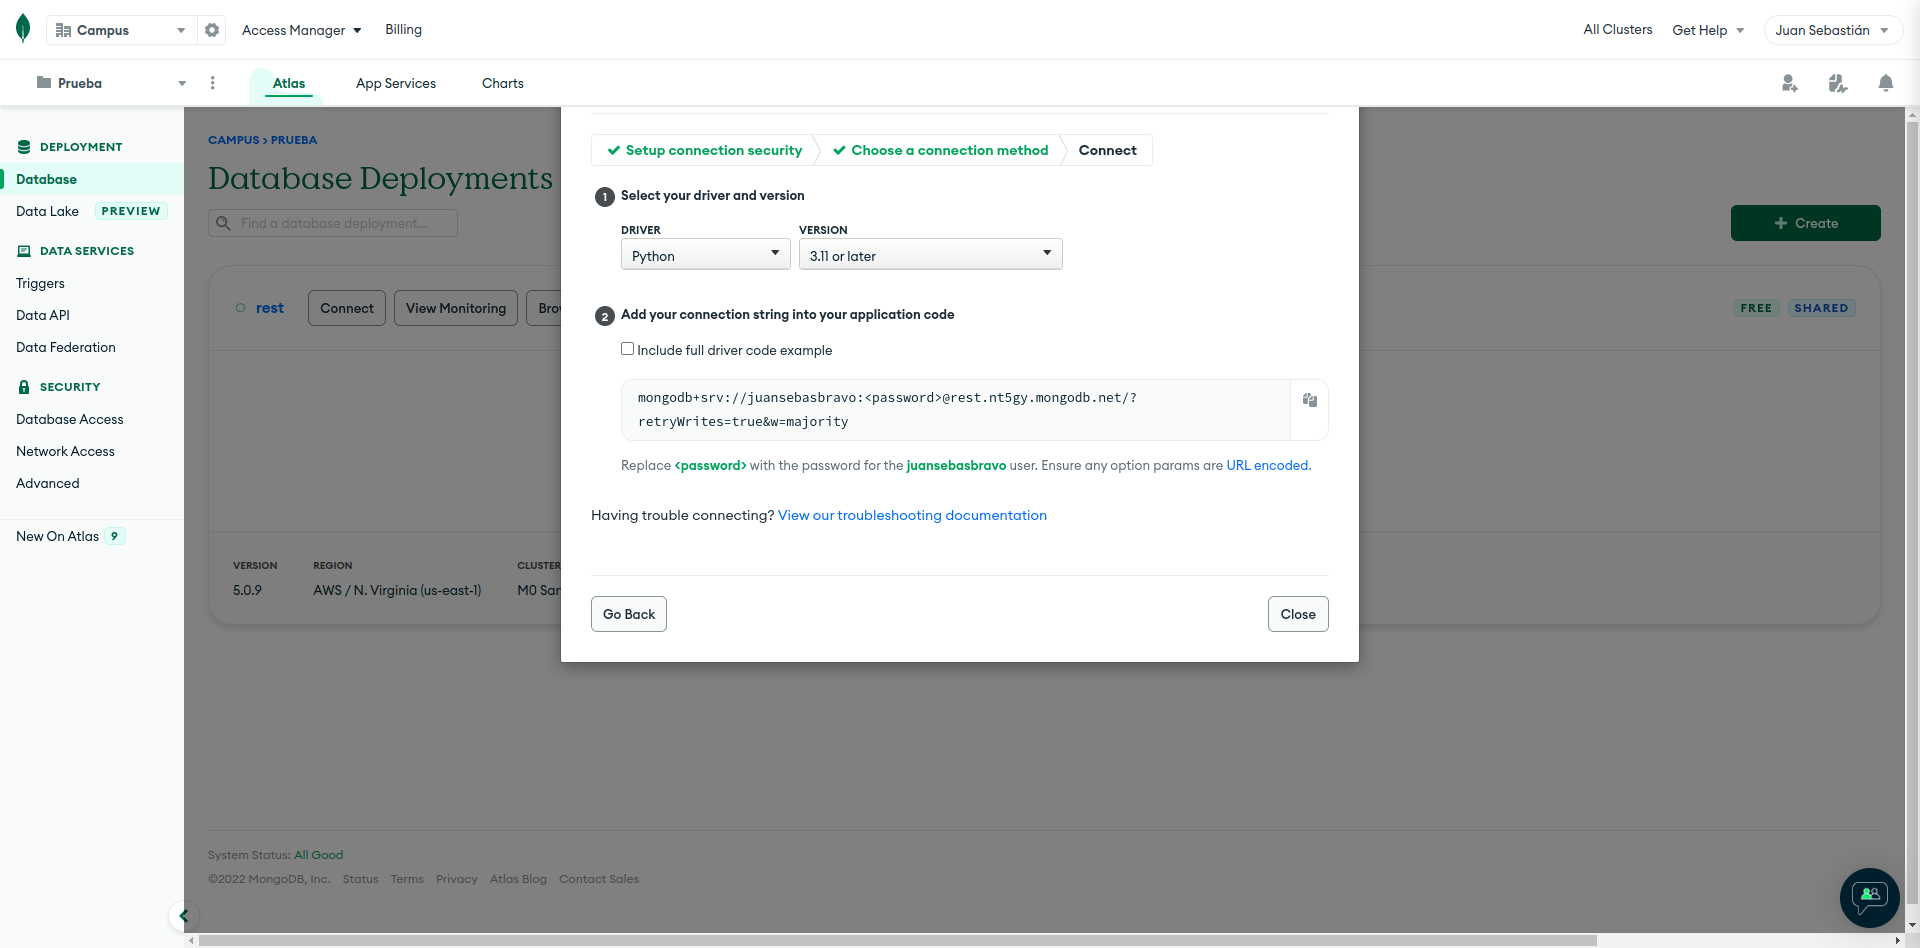 Campus
Access Manager
Billing
All Clusters
Get Help
Juan Sebastián
Prueba
Atlas
App Services
Charts
DEPLOYMENT
Database
Data Lake PREVIEW
DATA SERVICES
Triggers
Data API
Data Federation
SECURITY
Database Access
Network Access
Advanced
New On Atlas 9
CAMPUS > PRUEBA
Database Deployments
Find a database deployment...
+ Create
rest
Connect
View Monitoring
Bro
FREE
SHARED
VERSION
5.0.9
REGION
AWS / N. Virginia (us-east-1)
CLUSTER
M0 San
Setup connection security
Choose a connection method
Connect
1 Select your driver and version
DRIVER
Python
VERSION
3.11 or later
2 Add your connection string into your application code
Include full driver code example
mongodb+srv://juansebasbravo:<password>@rest.nt5gy.mongodb.net/?
retryWrites=true&w=majority
Replace <password> with the password for the juansebasbravo user. Ensure any option params are URL encoded.
Having trouble connecting? View our troubleshooting documentation
Go Back
Close
System Status: All Good
©2022 MongoDB, Inc. Status Terms Privacy Atlas Blog Contact Sales